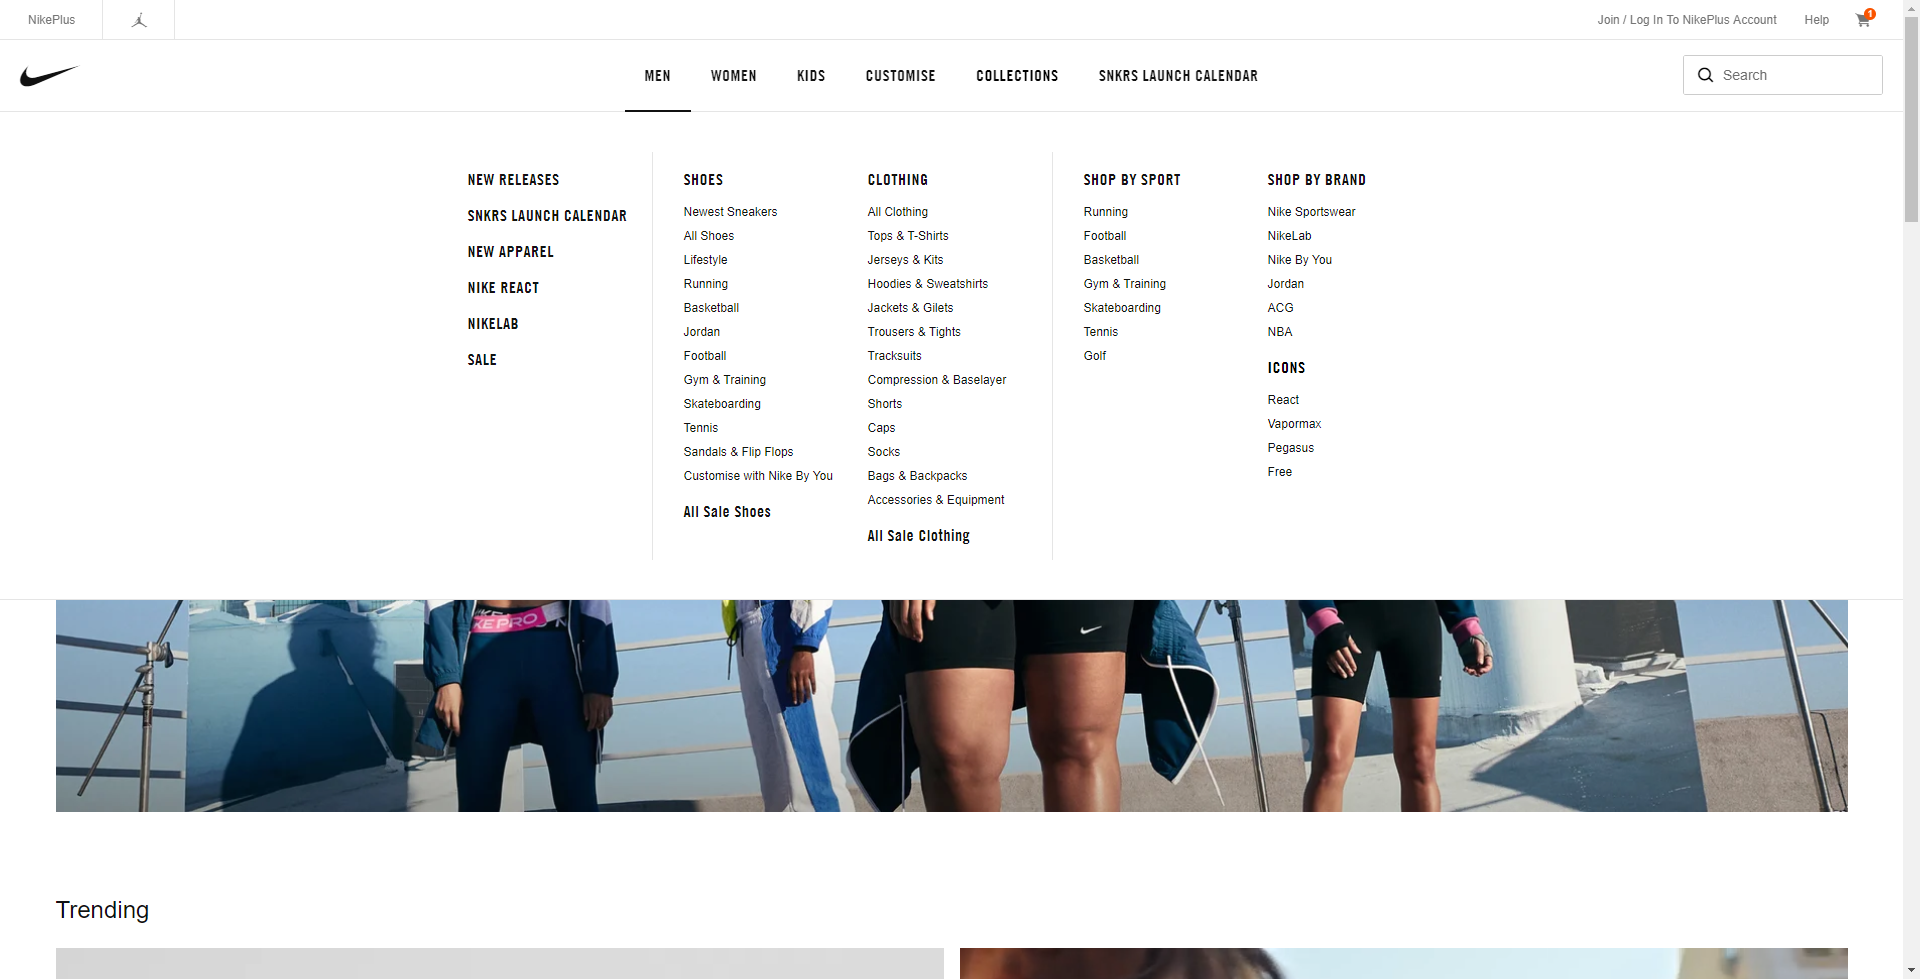 NikePlus
Join / Log In To NikePlus Account
Help
1
MEN
WOMEN
KIDS
CUSTOMISE
COLLECTIONS
SNKRS LAUNCH CALENDAR
Search
NEW RELEASES
SNKRS LAUNCH CALENDAR
NEW APPAREL
NIKE REACT
NIKELAB
SALE
SHOES
Newest Sneakers
All Shoes
Lifestyle
Running
Basketball
Jordan
Football
Gym & Training
Skateboarding
Tennis
Sandals & Flip Flops
Customise with Nike By You
All Sale Shoes
CLOTHING
All Clothing
Tops & T-Shirts
Jerseys & Kits
Hoodies & Sweatshirts
Jackets & Gilets
Trousers & Tights
Tracksuits
Compression & Baselayer
Shorts
Caps
Socks
Bags & Backpacks
Accessories & Equipment
All Sale Clothing
SHOP BY SPORT
Running
Football
Basketball
Gym & Training
Skateboarding
Tennis
Golf
SHOP BY BRAND
Nike Sportswear
NikeLab
Nike By You
Jordan
ACG
NBA
ICONS
React
Vapormax
Pegasus
Free
KEPRO
Trending